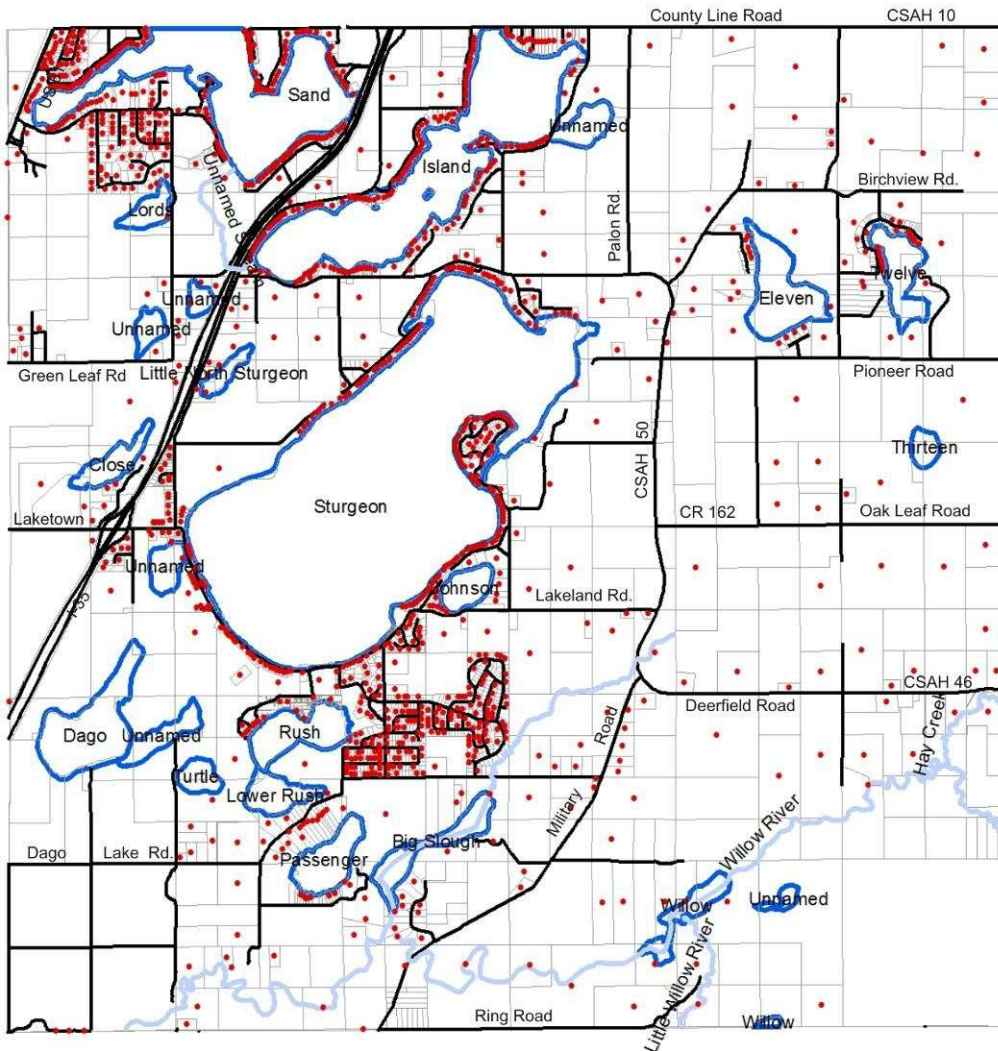 County Line Road
CSAH 10
Sand
Unnamed
Island
Unnamed
Birchview Rd.
Lords
Palon Rd.
Twelve
Unnamed
Eleven
Unnamed
Green Leaf Rd
Little North Sturgeon
Pioneer Road
CSAH 50
Thirteen
Close
Sturgeon
Laketown
CR 162
Oak Leaf Road
Unnamed
Johnson
Lakeland Rd.
I-35
CSAH 46
Deerfield Road
Dago
Unnamed
Rush
Road
Hay Creek
Turtle
Lower Rush
Military
Big Slough
Willow River
Dago
Lake Rd.
Passenger
Willow
Unnamed
Little Willow River
Ring Road
Willow